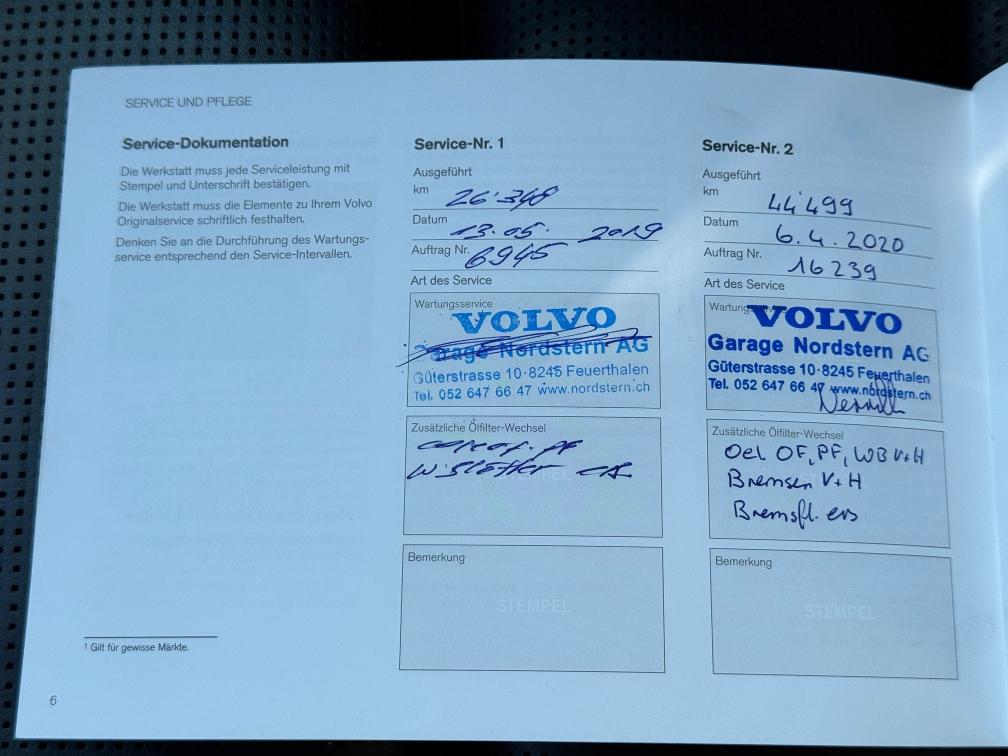 SERVICE UND PFLEGE
Service-Dokumentation
Die Werkstatt muss jede Serviceleistung mit
Stempel und Unterschrift bestätigen.
Die Werkstatt muss die Elemente zu Ihrem Volvo
Originalservice schriftlich festhalten.
Denken Sie an die Durchführung des Wartungs-
service entsprechend den Service-Intervallen.
1 Gilt für gewisse Märkte.
6
Service-Nr. 1
Ausgeführt
km 26'348
Datum 13.05. 2019
Auftrag Nr. 6945
Art des Service
Wartungsservice
VOLVO
Garage Nordstern AG
Güterstrasse 10·8245 Feuerthalen
Tel. 052 647 66 47 www.nordstern.ch
Zusätzliche Ölfilter-Wechsel
PF
STEMPEL
Bemerkung
STEMPEL
Service-Nr. 2
Ausgeführt
km 44'499
Datum 6.4.2020
Auftrag Nr. 16239
Art des Service
VOLVO
Garage Nordstern AG
Güterstrasse 10·8245 Feuerthalen
Tel. 052 647 66 47 www.nordstern.ch
Zusätzliche Ölfilter-Wechsel
Oel OF, PF, WB V+H
Bremsen V+H
Bremsfl. ers
Bemerkung
STEMPEL